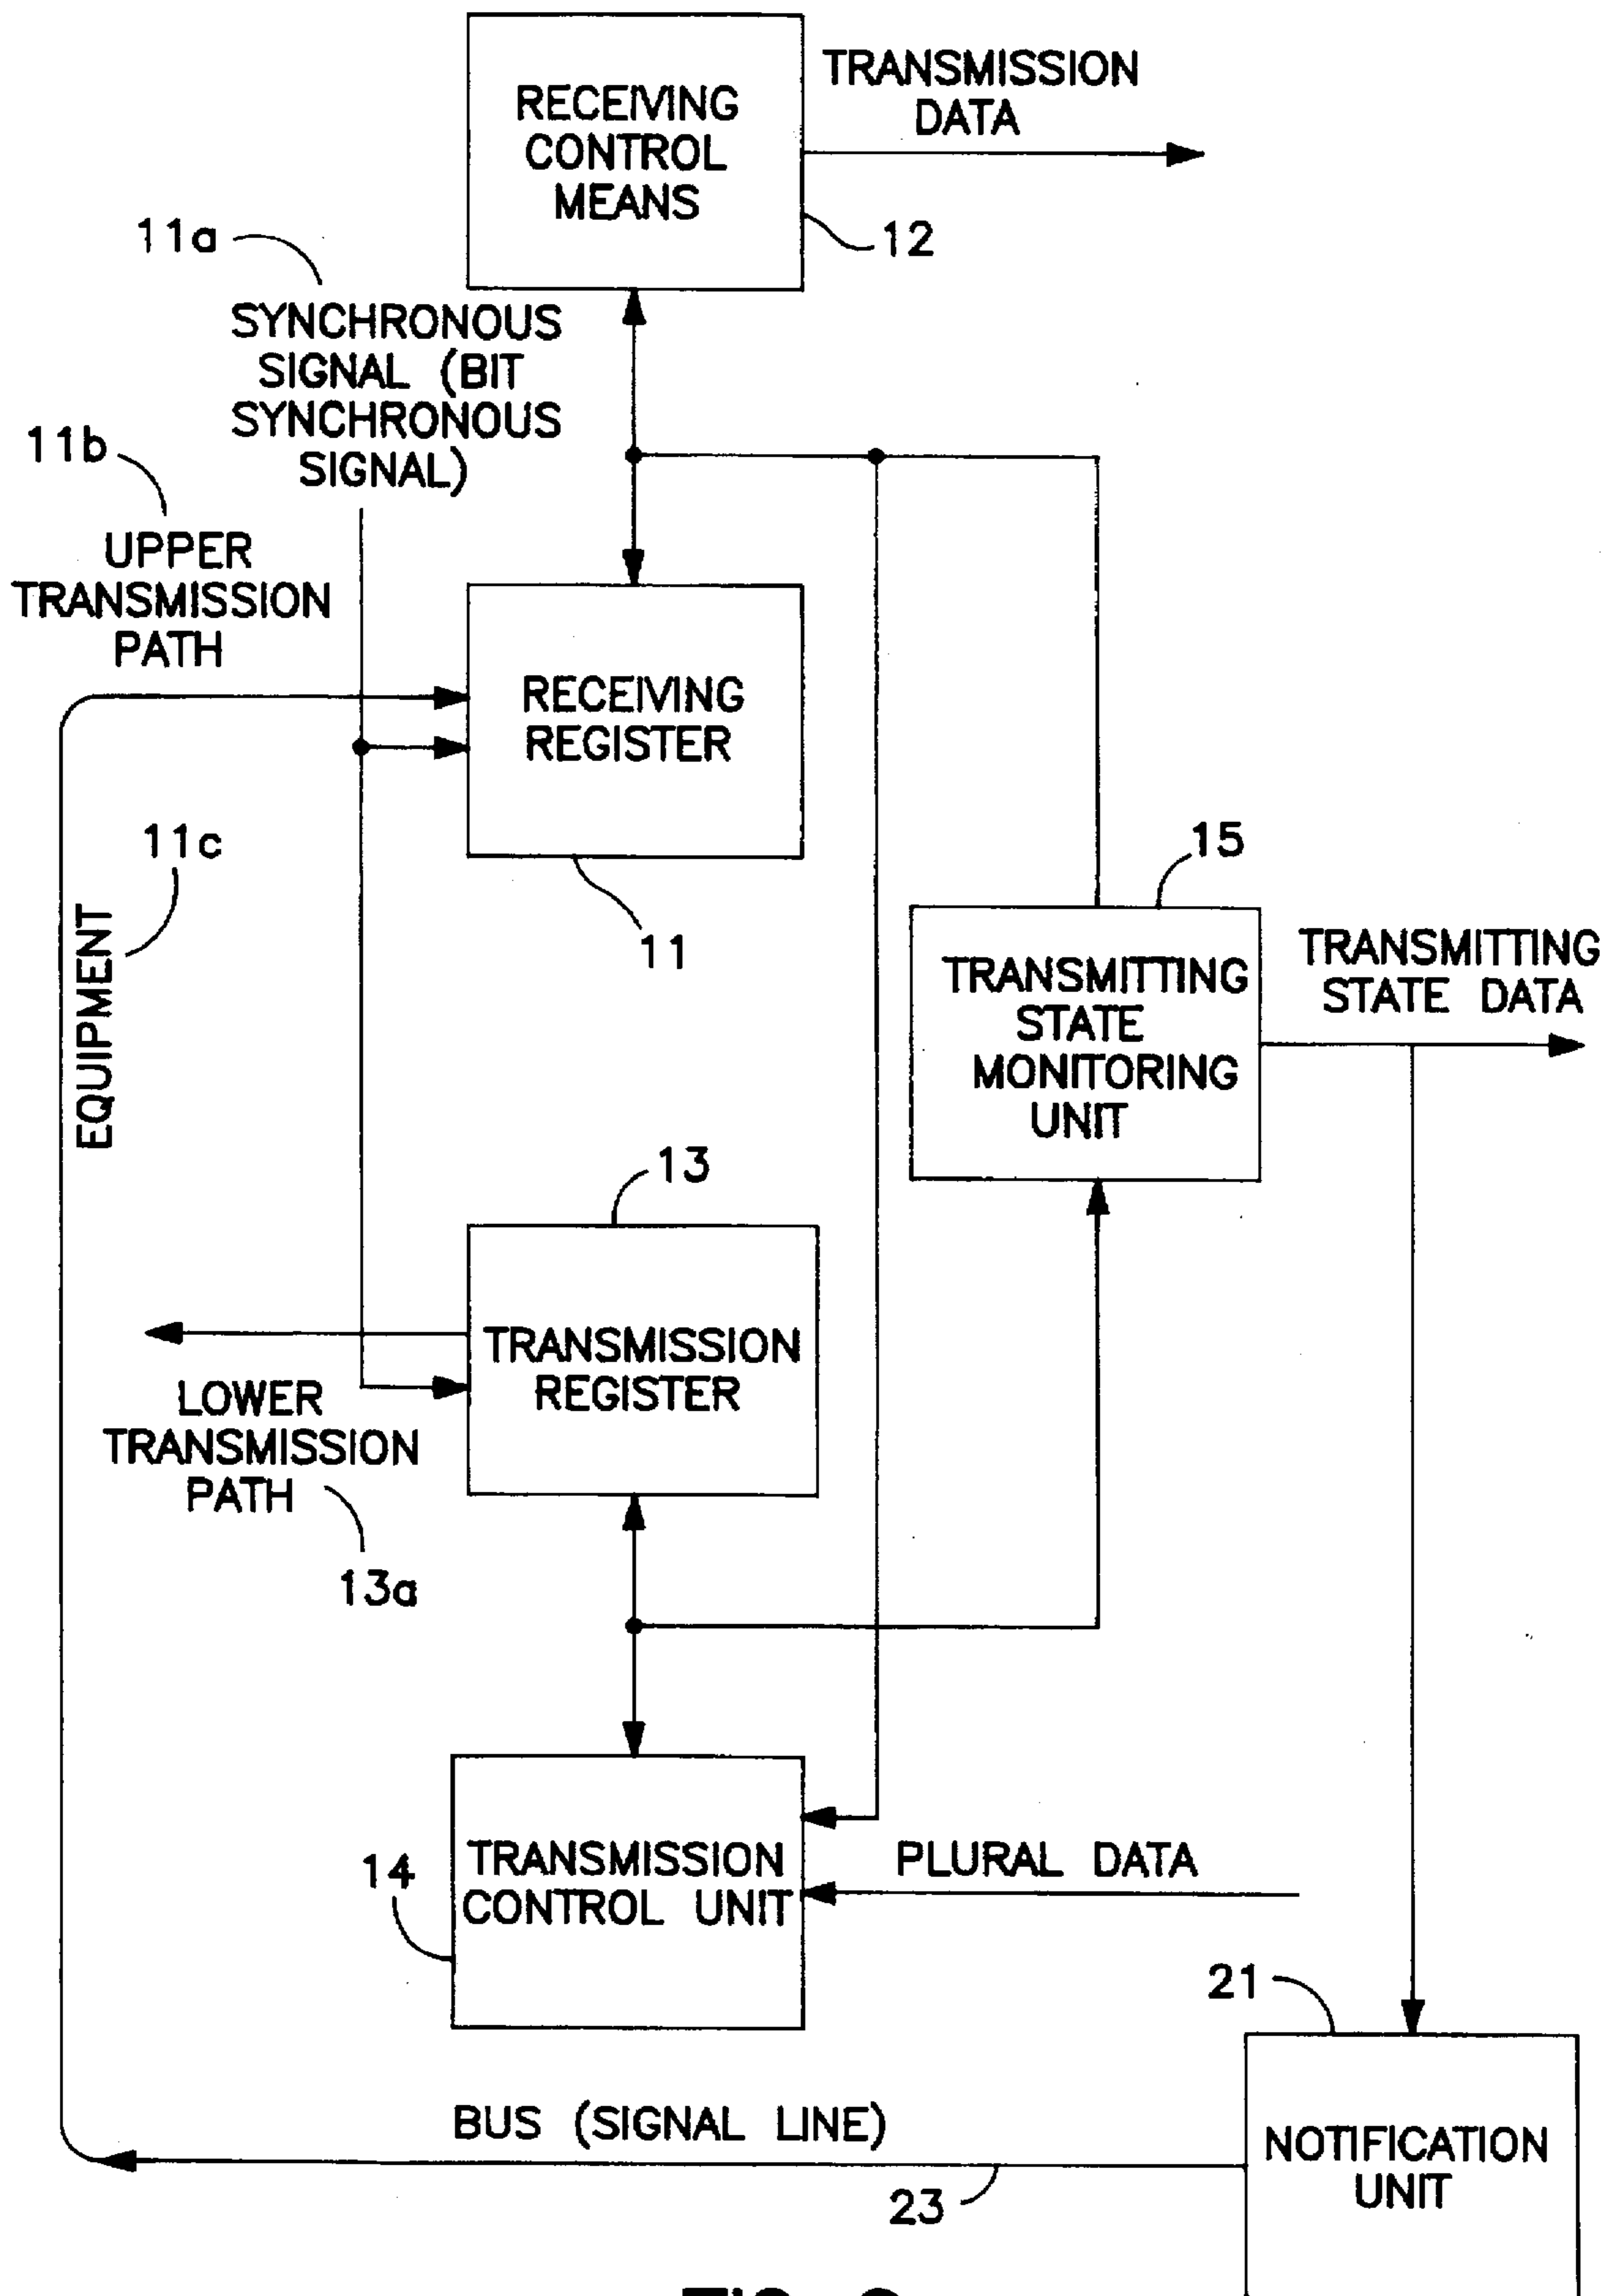 RECEIVING
CONTROL
MEANS
TRANSMISSION
DATA
12
11a
SYNCHRONOUS
SIGNAL (BIT
SYNCHRONOUS
SIGNAL)
11b
UPPER
TRANSMISSION
PATH
RECEIVING
REGISTER
11
11c
EQUIPMENT
15
TRANSMITTING
STATE
MONITORING
UNIT
TRANSMITTING
STATE DATA
13
TRANSMISSION
REGISTER
LOWER
TRANSMISSION
PATH
13a
14
TRANSMISSION
CONTROL UNIT
PLURAL DATA
21
NOTIFICATION
UNIT
BUS (SIGNAL LINE)
23